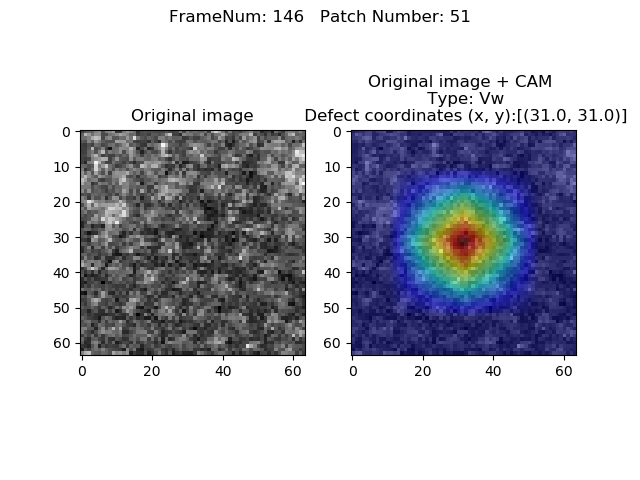 FrameNum: 146   Patch Number: 51
Original image
Original image + CAM
Type: Vw
Defect coordinates (x, y):[(31.0, 31.0)]
0
10
20
30
40
50
60
0 20 40 60
0
10
20
30
40
50
60
0 20 40 60